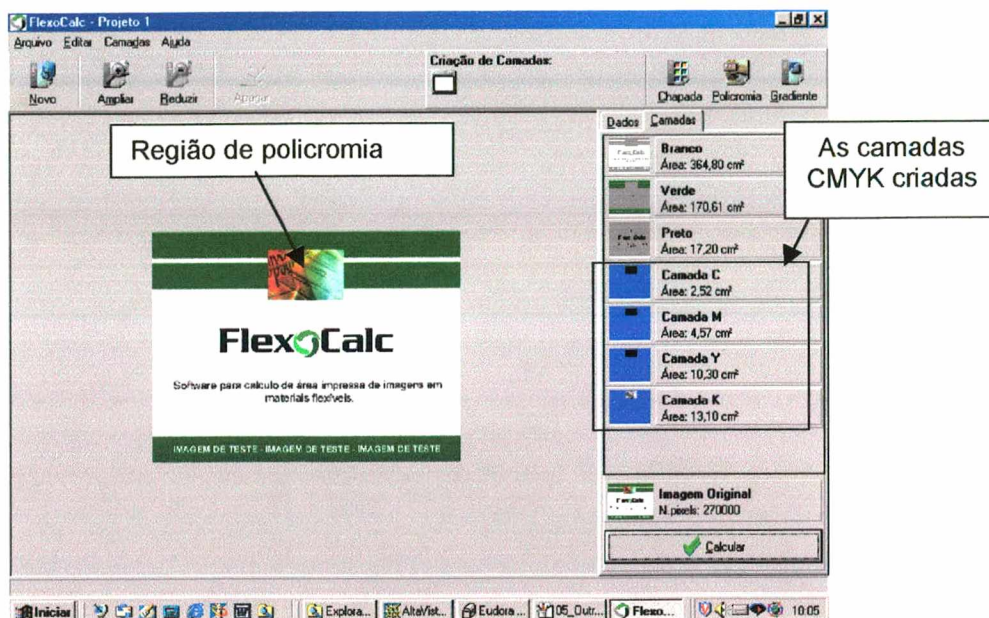 FlexoCalc - Projeto 1
Arquivo Editar Camadas Ajuda
Novo Ampliar Reduzir Apagar
Criação de Camadas:
Chapada Policromia Gradiente
Dados Camadas
Região de policromia
As camadas
CMYK criadas
Branco
Área: 364,80 cm²
Verde
Área: 170,61 cm²
Preto
Área: 17,20 cm²
Camada C
Área: 2,52 cm²
Camada M
Área: 4,57 cm²
Camada Y
Área: 10,30 cm²
Camada K
Área: 13,10 cm²
FlexoCalc
Software para calculo de área impressa de imagens em
materiais flexíveis.
IMAGEM DE TESTE - IMAGEM DE TESTE - IMAGEM DE TESTE
Imagem Original
N.pixels: 270000
Calcular
Iniciar Explora... AltaVist... Eudora ... 05_Outr... Flexo... 10:05